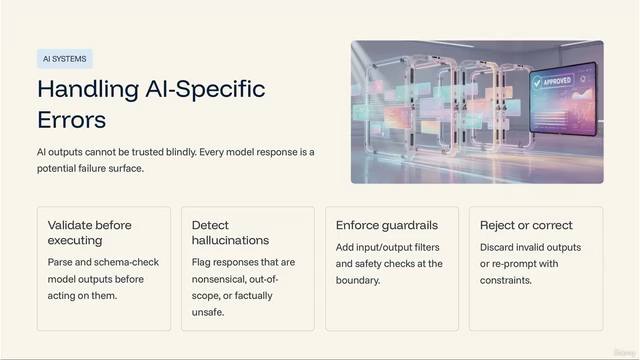 AI SYSTEMS
Handling AI-Specific
Errors
AI outputs cannot be trusted blindly. Every model response is a
potential failure surface.
APPROVED
Validate before
executing
Parse and schema-check
model outputs before
acting on them.
Detect
hallucinations
Flag responses that are
nonsensical, out-of-
scope, or factually
unsafe.
Enforce guardrails
Add input/output filters
and safety checks at the
boundary.
Reject or correct
Discard invalid outputs
or re-prompt with
constraints.